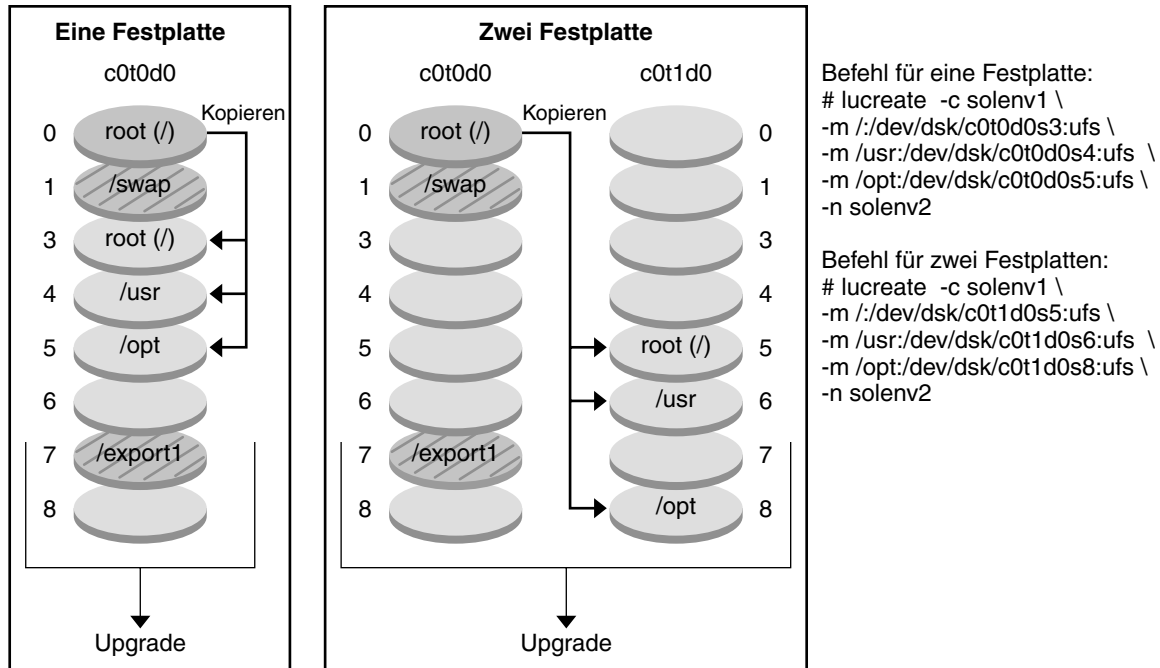 Eine Festplatte
c0t0d0
Kopieren
0 root (/)
1 /swap
3 root (/)
4 /usr
5 /opt
6
7 /export1
8
Upgrade
Zwei Festplatte
c0t0d0 c0t1d0
Kopieren
0 root (/) 0
1 /swap 1
3 3
4 4
5 root (/) 5
6 /usr 6
7 /export1 7
8 /opt 8
Upgrade
Befehl für eine Festplatte:
# lucreate -c solenv1 \
-m /:/dev/dsk/c0t0d0s3:ufs \
-m /usr:/dev/dsk/c0t0d0s4:ufs \
-m /opt:/dev/dsk/c0t0d0s5:ufs \
-n solenv2
Befehl für zwei Festplatten:
# lucreate -c solenv1 \
-m /:/dev/dsk/c0t1d0s5:ufs \
-m /usr:/dev/dsk/c0t1d0s6:ufs \
-m /opt:/dev/dsk/c0t1d0s8:ufs \
-n solenv2